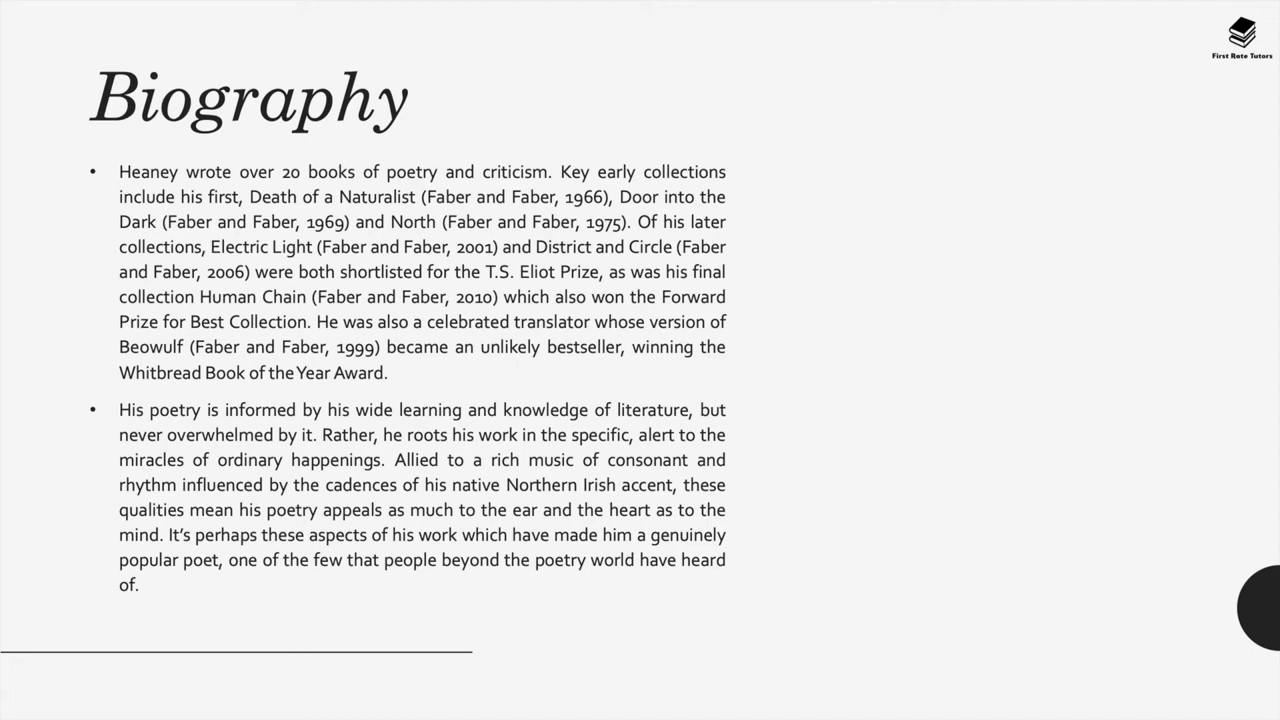 First Rate Tutors
Biography
• Heaney wrote over 20 books of poetry and criticism. Key early collections
include his first, Death of a Naturalist (Faber and Faber, 1966), Door into the
Dark (Faber and Faber, 1969) and North (Faber and Faber, 1975). Of his later
collections, Electric Light (Faber and Faber, 2001) and District and Circle (Faber
and Faber, 2006) were both shortlisted for the T.S. Eliot Prize, as was his final
collection Human Chain (Faber and Faber, 2010) which also won the Forward
Prize for Best Collection. He was also a celebrated translator whose version of
Beowulf (Faber and Faber, 1999) became an unlikely bestseller, winning the
Whitbread Book of the Year Award.
• His poetry is informed by his wide learning and knowledge of literature, but
never overwhelmed by it. Rather, he roots his work in the specific, alert to the
miracles of ordinary happenings. Allied to a rich music of consonant and
rhythm influenced by the cadences of his native Northern Irish accent, these
qualities mean his poetry appeals as much to the ear and the heart as to the
mind. It’s perhaps these aspects of his work which have made him a genuinely
popular poet, one of the few that people beyond the poetry world have heard
of.